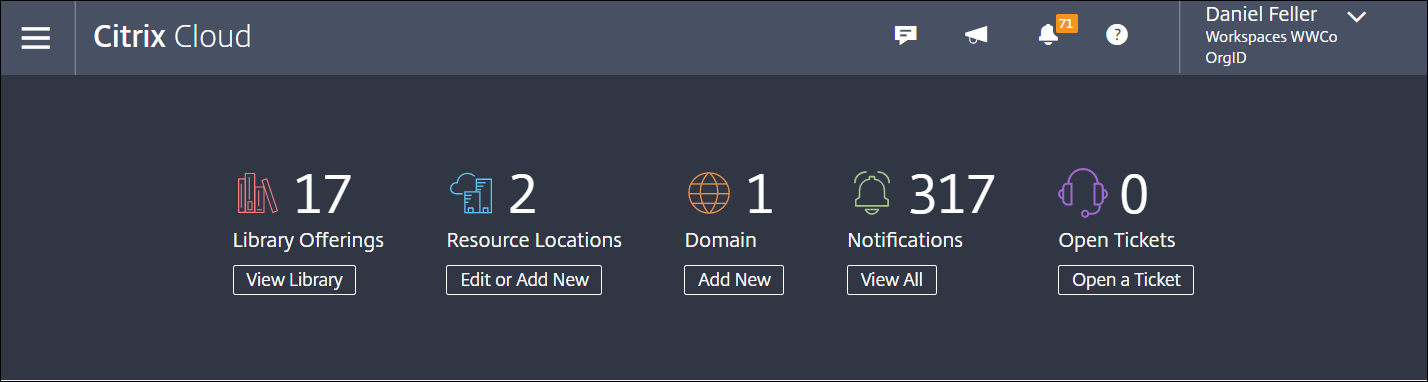 Citrix Cloud
71
?
Daniel Feller
Workspaces WWCo
OrgID
17
Library Offerings
View Library
2
Resource Locations
Edit or Add New
1
Domain
Add New
317
Notifications
View All
0
Open Tickets
Open a Ticket